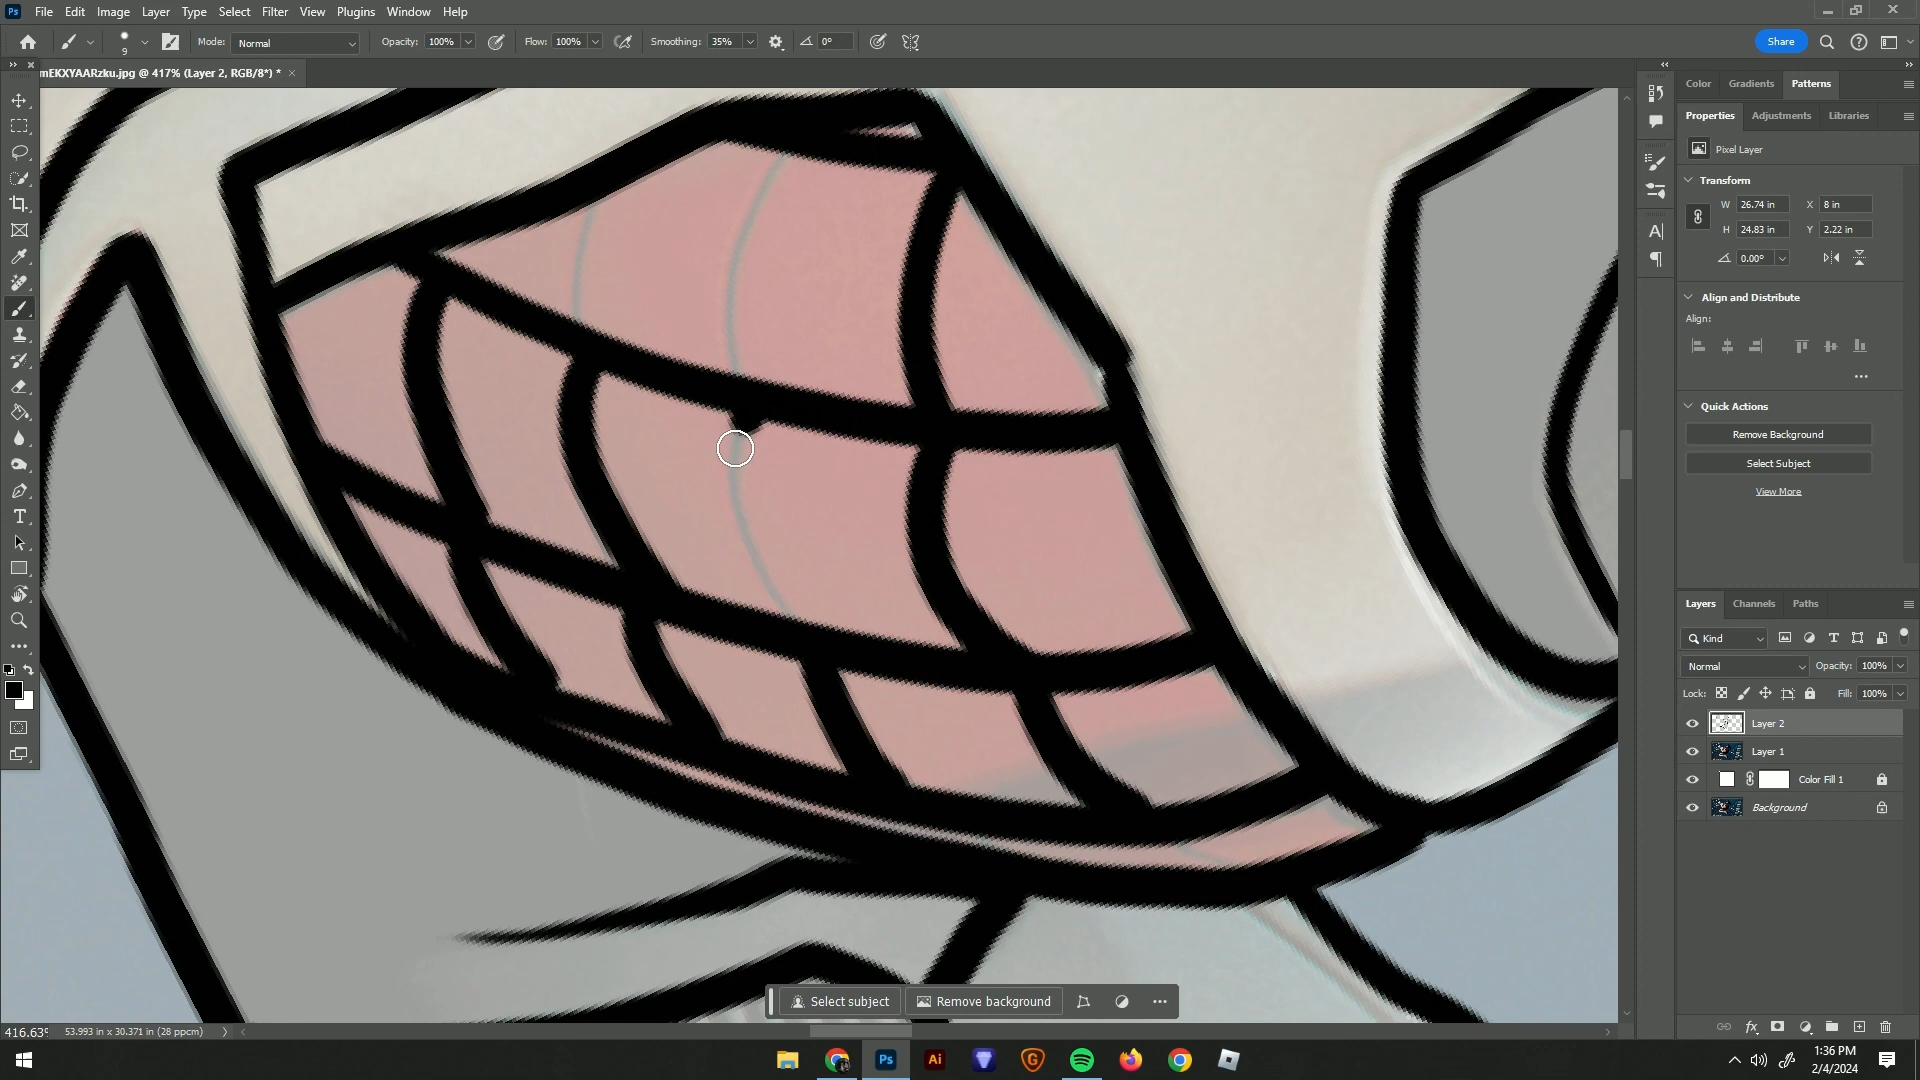 Ps File Edit Image Layer Type Select Filter View Plugins Window Help
9 Mode: Normal Opacity: 100% Flow: 100% Smoothing: 35% 0° Share
mEKXYAARzku.jpg @ 417% (Layer 2, RGB/8*) *
Color Gradients Patterns
Properties Adjustments Libraries
Pixel Layer
Transform
W 26.74 in X 8 in
H 24.83 in Y 2.22 in
0.00°
Align and Distribute
Align:
Quick Actions
Remove Background
Select Subject
View More
Layers Channels Paths
Kind
Normal Opacity: 100%
Lock: Fill: 100%
Layer 2
Layer 1
Color Fill 1
Background
Select subject Remove background
416.63% 53.993 in x 30.371 in (28 ppcm)
Ps Ai
1:36 PM
2/4/2024